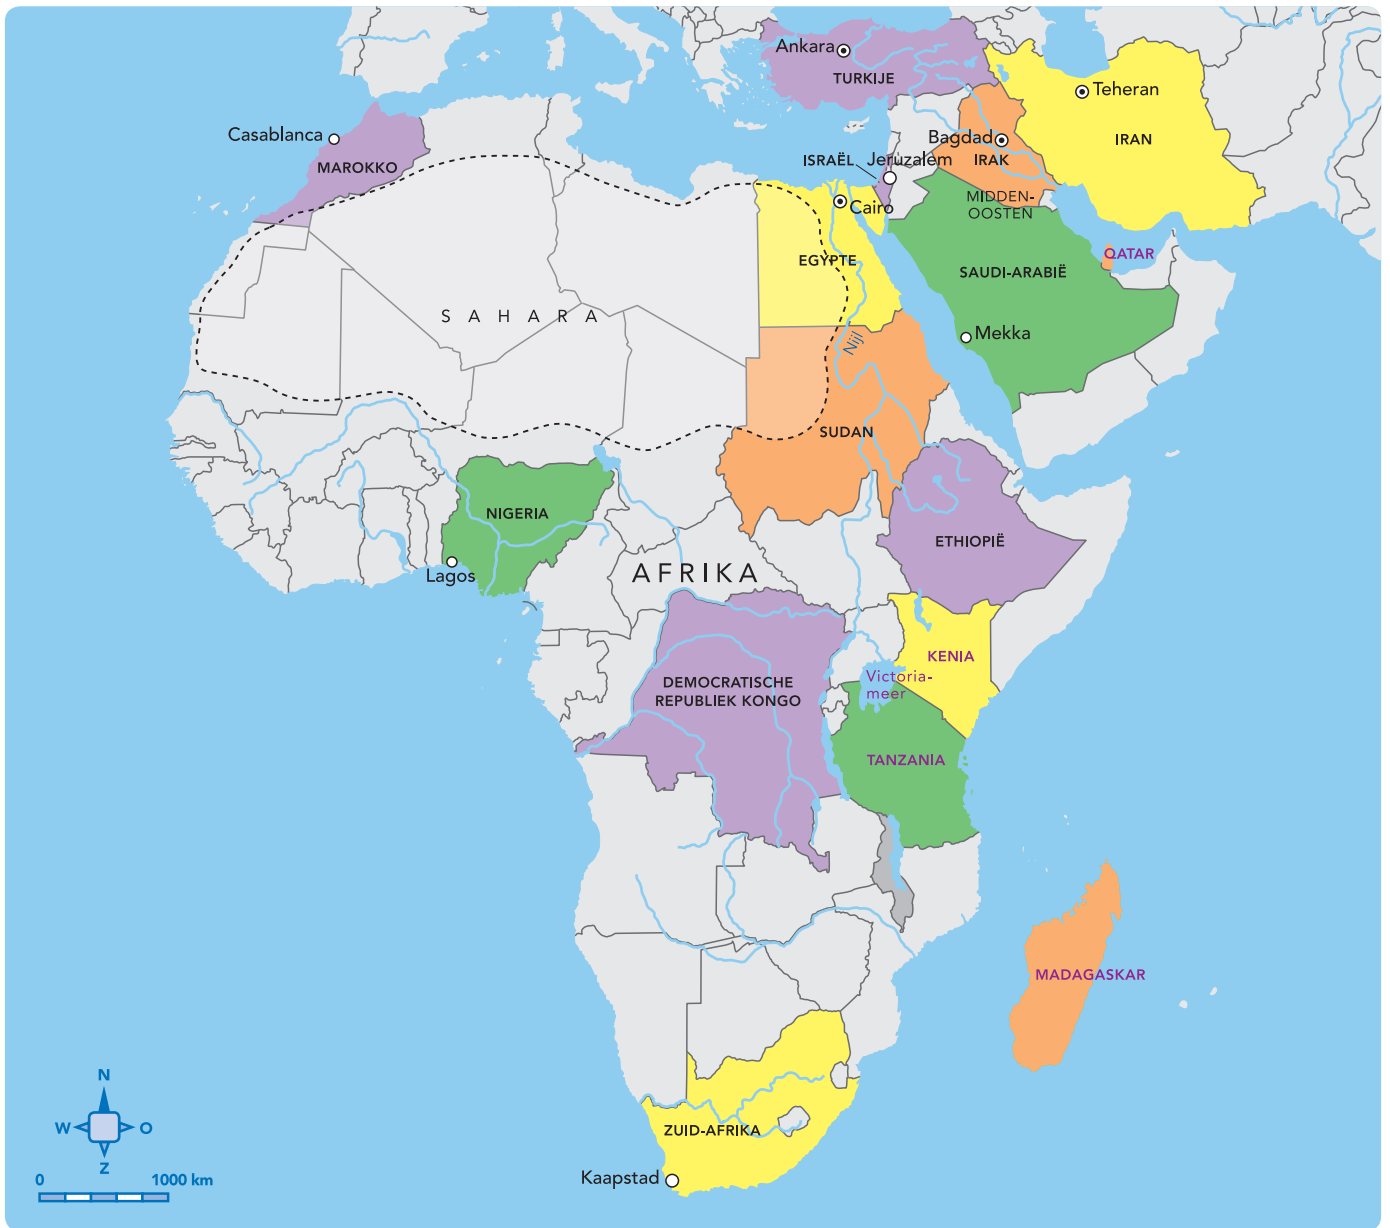 Ankara
TURKIJE
Teheran
Casablanca
Bagdad
IRAN
MAROKKO
ISRAËL
Jeruzalem
IRAK
MIDDEN-
OOSTEN
Cairo
QATAR
EGYPTE
SAUDI-ARABIË
SAHARA
Mekka
Nijl
SUDAN
NIGERIA
ETHIOPIË
Lagos
AFRIKA
KENIA
Victoria-
meer
DEMOCRATISCHE
REPUBLIEK KONGO
TANZANIA
MADAGASKAR
N
W O
Z
ZUID-AFRIKA
Kaapstad
0 1000 km